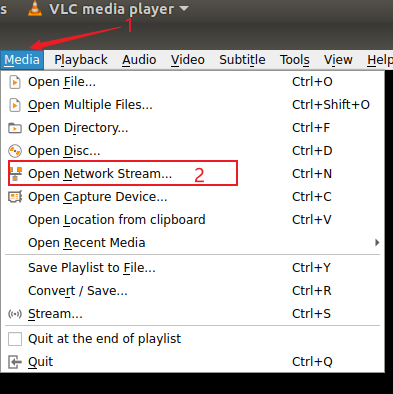 s VLC media player
1
Media Playback Audio Video Subtitle Tools View Help
Open File... Ctrl+O
Open Multiple Files... Ctrl+Shift+O
Open Directory... Ctrl+F
Open Disc... Ctrl+D
Open Network Stream... 2 Ctrl+N
Open Capture Device... Ctrl+C
Open Location from clipboard Ctrl+V
Open Recent Media
Save Playlist to File... Ctrl+Y
Convert / Save... Ctrl+R
Stream... Ctrl+S
Quit at the end of playlist
Quit Ctrl+Q